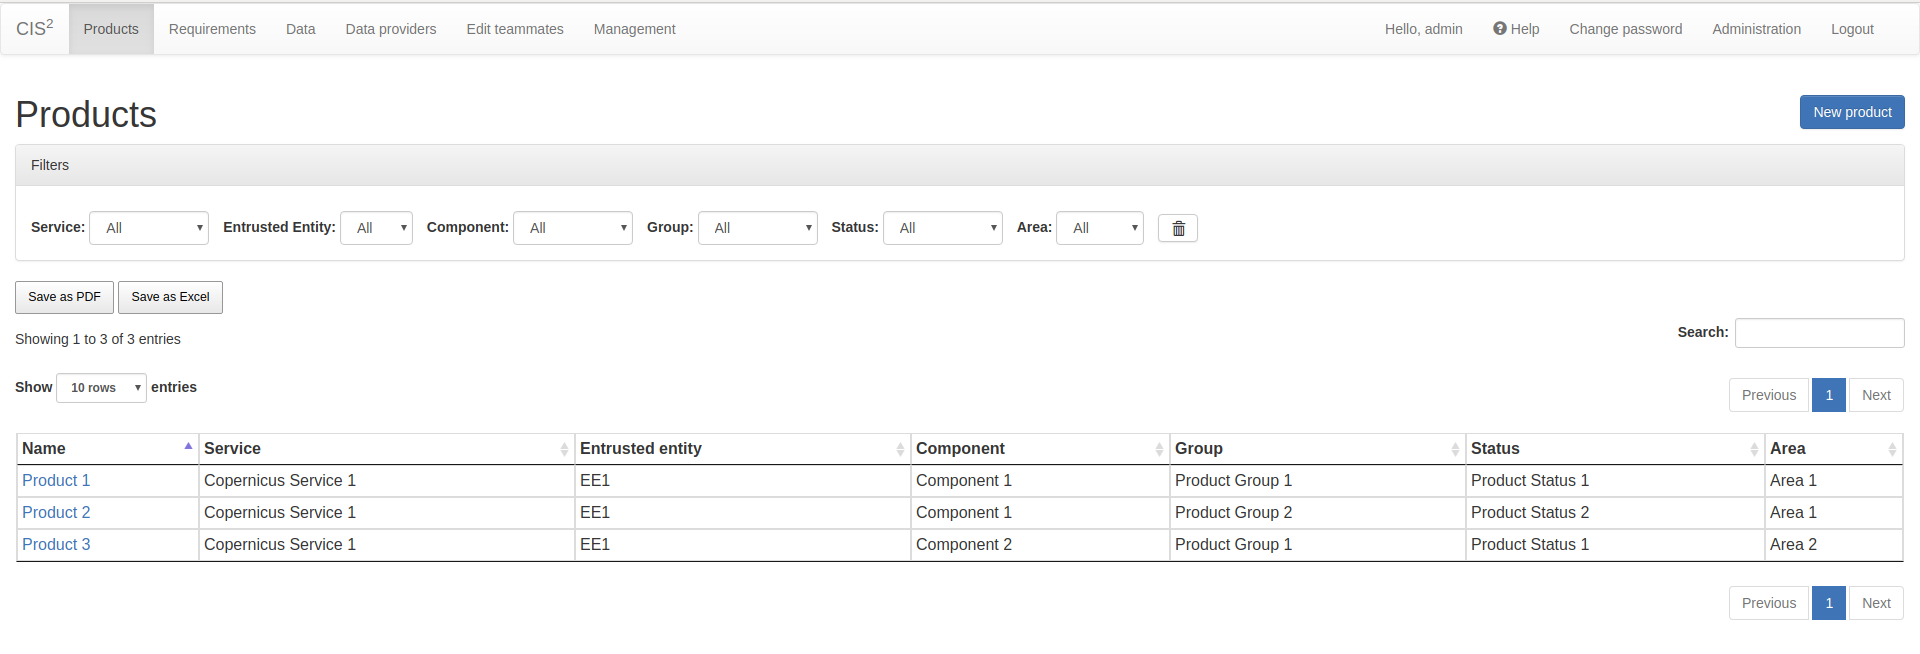 CIS² Products Requirements Data Data providers Edit teammates Management Hello, admin Help Change password Administration Logout
Products New product
Filters
Service: All Entrusted Entity: All Component: All Group: All Status: All Area: All
Save as PDF Save as Excel
Showing 1 to 3 of 3 entries Search:
Show 10 rows entries Previous 1 Next
Name Service Entrusted entity Component Group Status Area
Product 1 Copernicus Service 1 EE1 Component 1 Product Group 1 Product Status 1 Area 1
Product 2 Copernicus Service 1 EE1 Component 1 Product Group 2 Product Status 2 Area 1
Product 3 Copernicus Service 1 EE1 Component 2 Product Group 1 Product Status 1 Area 2
Previous 1 Next